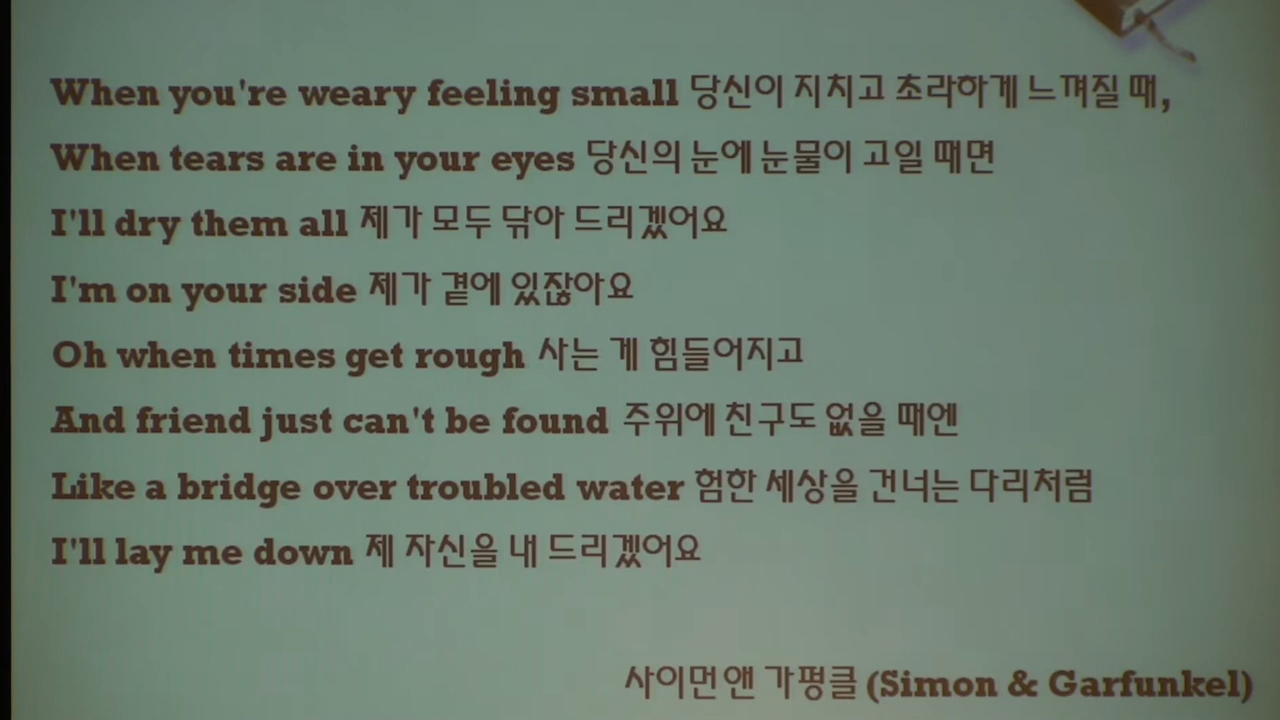 When you're weary feeling small 당신이 지치고 초라하게 느껴질 때,
When tears are in your eyes 당신의 눈에 눈물이 고일 때면
I'll dry them all 제가 모두 닦아 드리겠어요
I'm on your side 제가 곁에 있잖아요
Oh when times get rough 사는 게 힘들어지고
And friend just can't be found 주위에 친구도 없을 때엔
Like a bridge over troubled water 험한 세상을 건너는 다리처럼
I'll lay me down 제 자신을 내 드리겠어요
사이먼앤 가펑클 (Simon & Garfunkel)